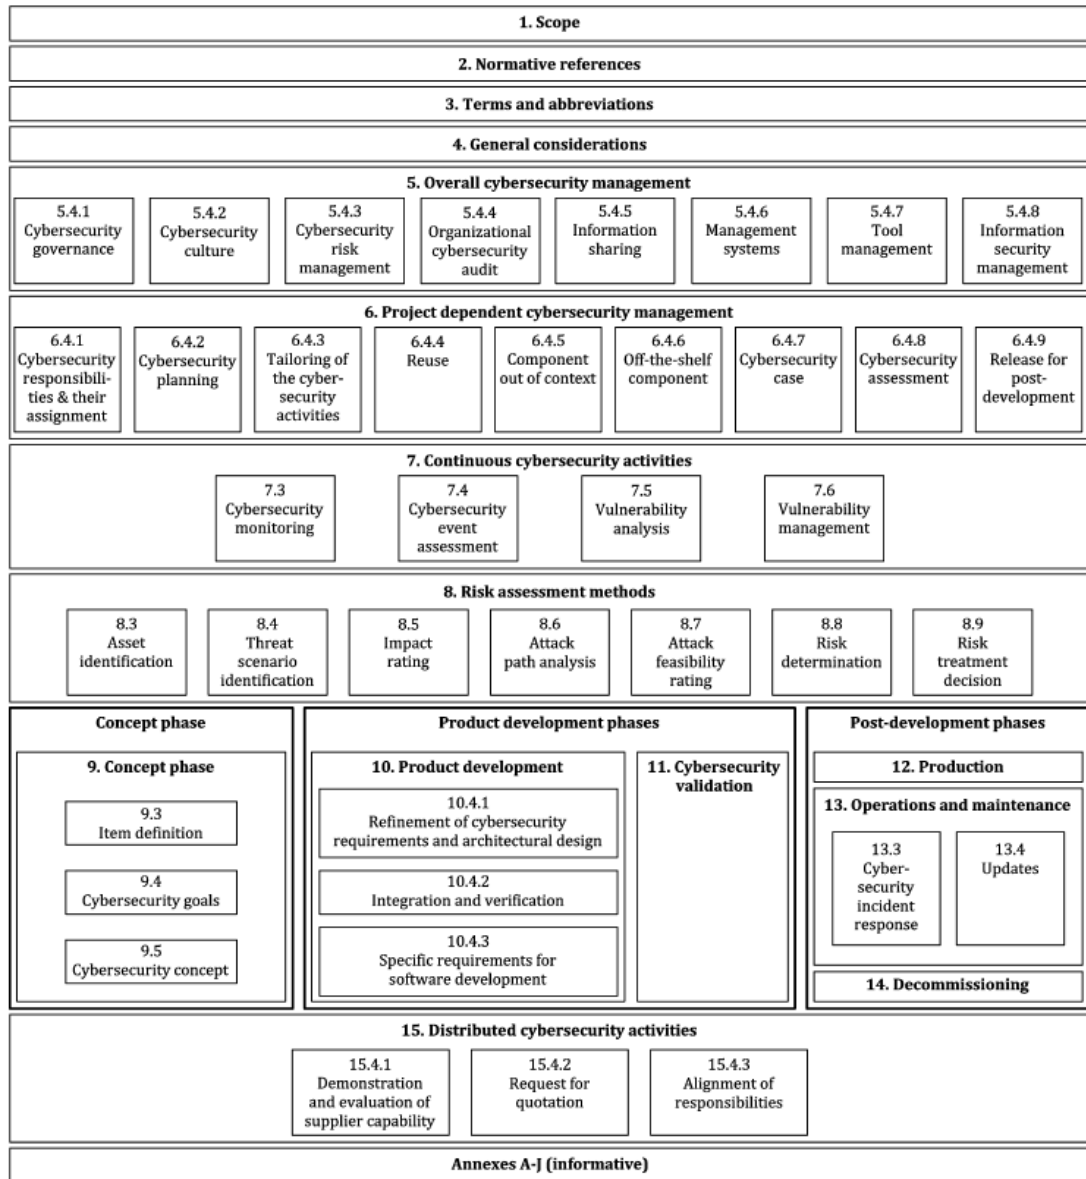 1. Scope
2. Normative references
3. Terms and abbreviations
4. General considerations
5. Overall cybersecurity management
5.4.1
Cybersecurity
governance
5.4.2
Cybersecurity
culture
5.4.3
Cybersecurity
risk
management
5.4.4
Organizational
cybersecurity
audit
5.4.5
Information
sharing
5.4.6
Management
systems
5.4.7
Tool
management
5.4.8
Information
security
management
6. Project dependent cybersecurity management
6.4.1
Cybersecurity
responsibili-
ties & their
assignment
6.4.2
Cybersecurity
planning
6.4.3
Tailoring of
the cyber-
security
activities
6.4.4
Reuse
6.4.5
Component
out of context
6.4.6
Off-the-shelf
component
6.4.7
Cybersecurity
case
6.4.8
Cybersecurity
assessment
6.4.9
Release for
post-
development
7. Continuous cybersecurity activities
7.3
Cybersecurity
monitoring
7.4
Cybersecurity
event
assessment
7.5
Vulnerability
analysis
7.6
Vulnerability
management
8. Risk assessment methods
8.3
Asset
identification
8.4
Threat
scenario
identification
8.5
Impact
rating
8.6
Attack
path analysis
8.7
Attack
feasibility
rating
8.8
Risk
determination
8.9
Risk
treatment
decision
Concept phase
9. Concept phase
9.3
Item definition
9.4
Cybersecurity goals
9.5
Cybersecurity concept
Product development phases
10. Product development
10.4.1
Refinement of cybersecurity
requirements and architectural design
10.4.2
Integration and verification
10.4.3
Specific requirements for
software development
11. Cybersecurity
validation
Post-development phases
12. Production
13. Operations and maintenance
13.3
Cyber-
security
incident
response
13.4
Updates
14. Decommissioning
15. Distributed cybersecurity activities
15.4.1
Demonstration
and evaluation of
supplier capability
15.4.2
Request for
quotation
15.4.3
Alignment of
responsibilities
Annexes A-J (informative)